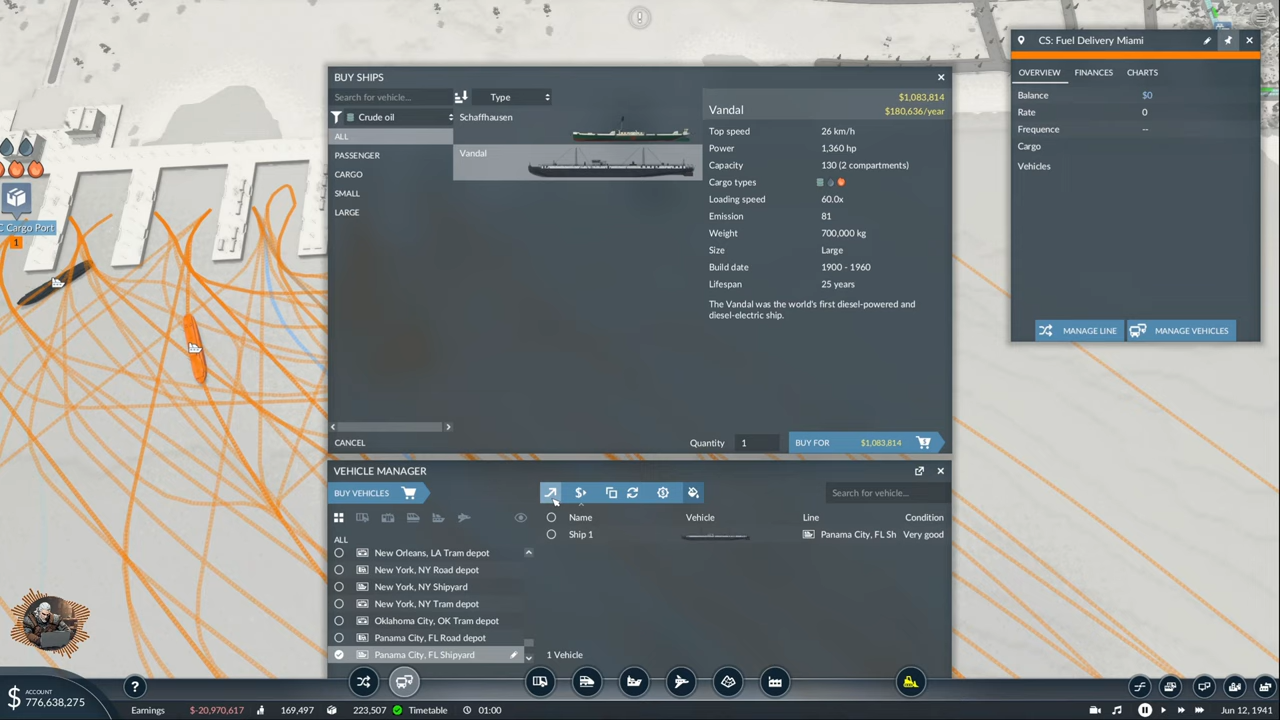 CS: Fuel Delivery Miami
OVERVIEW FINANCES CHARTS
Balance $0
Rate 0
Frequence --
Cargo
Vehicles
MANAGE LINE MANAGE VEHICLES
BUY SHIPS
Search for vehicle... Type
Crude oil
ALL
PASSENGER
CARGO
SMALL
LARGE
Schaffhausen
Vandal
Vandal $1,083,814
$180,636/year
Top speed 26 km/h
Power 1,360 hp
Capacity 130 (2 compartments)
Cargo types
Loading speed 60.0x
Emission 81
Weight 700,000 kg
Size Large
Build date 1900 - 1960
Lifespan 25 years
The Vandal was the world's first diesel-powered and
diesel-electric ship.
CANCEL Quantity 1 BUY FOR $1,083,814
C Cargo Port
1
VEHICLE MANAGER
BUY VEHICLES Search for vehicle...
ALL
New Orleans, LA Tram depot
New York, NY Road depot
New York, NY Shipyard
New York, NY Tram depot
Oklahoma City, OK Tram depot
Panama City, FL Road depot
Panama City, FL Shipyard
Name Vehicle Line Condition
Ship 1 Panama City, FL Sh Very good
1 Vehicle
$ ACCOUNT
776,638,275
?
Earnings $-20,970,617 169,497 223,507 Timetable 01:00 Jun 12, 1941